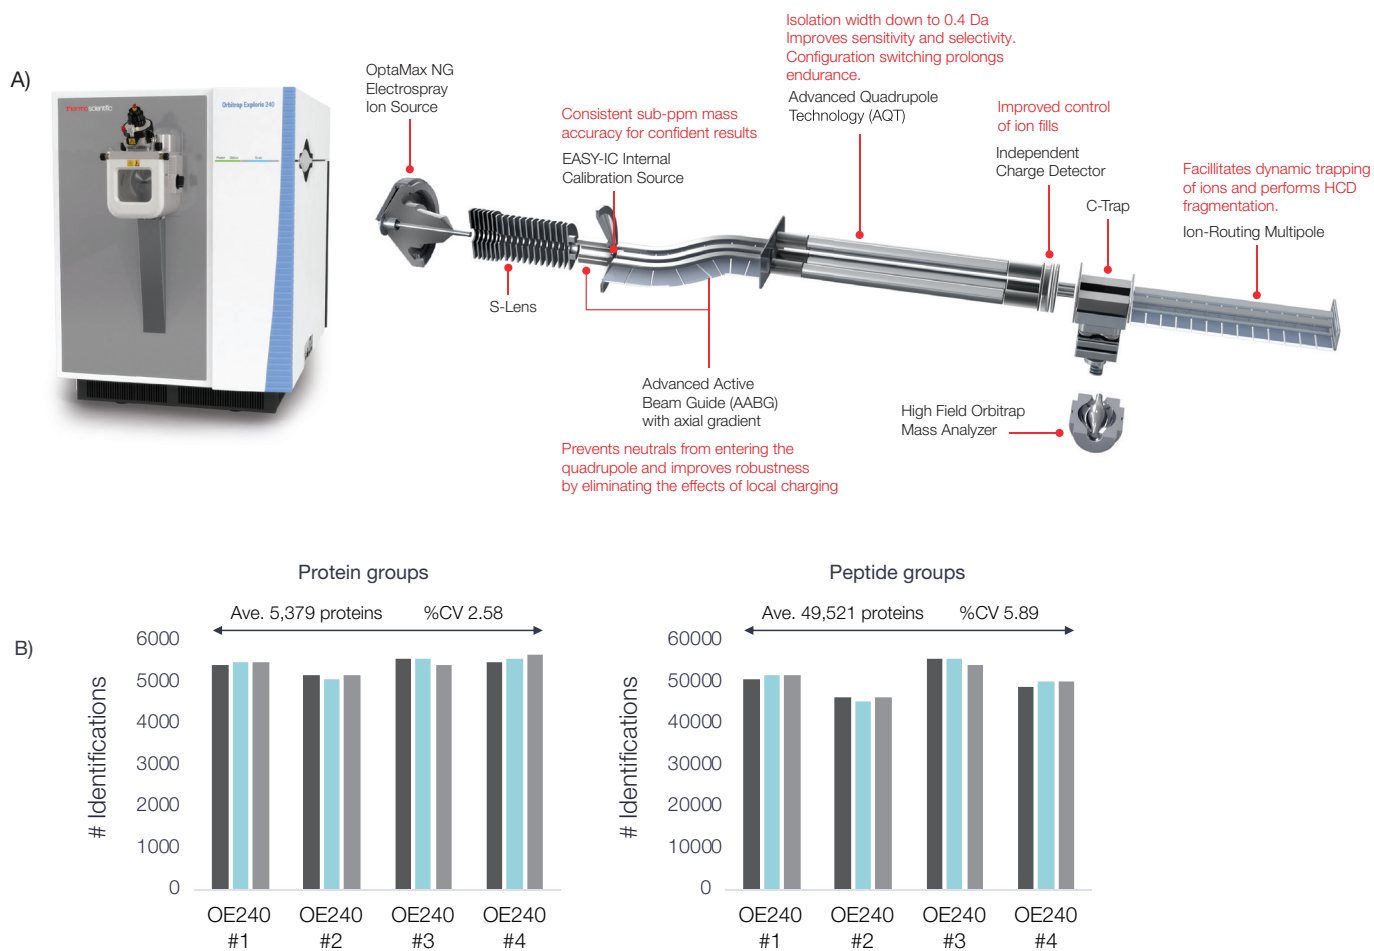 A)
thermo scientific
Orbitrap Exploris 240
OptaMax NG
Electrospray
Ion Source
Consistent sub-ppm mass
accuracy for confident results
EASY-IC Internal
Calibration Source
Isolation width down to 0.4 Da
Improves sensitivity and selectivity.
Configuration switching prolongs
endurance.
Advanced Quadrupole
Technology (AQT)
Improved control
of ion fills
Independent
Charge Detector
C-Trap
Facillitates dynamic trapping
of ions and performs HCD
fragmentation.
Ion-Routing Multipole
S-Lens
Advanced Active
Beam Guide (AABG)
with axial gradient
Prevents neutrals from entering the
quadrupole and improves robustness
by eliminating the effects of local charging
High Field Orbitrap
Mass Analyzer
B)
Protein groups
Ave. 5,379 proteins %CV 2.58
# Identifications
6000
5000
4000
3000
2000
1000
0
OE240
#1
OE240
#2
OE240
#3
OE240
#4
Peptide groups
Ave. 49,521 proteins %CV 5.89
# Identifications
60000
50000
40000
30000
20000
10000
0
OE240
#1
OE240
#2
OE240
#3
OE240
#4